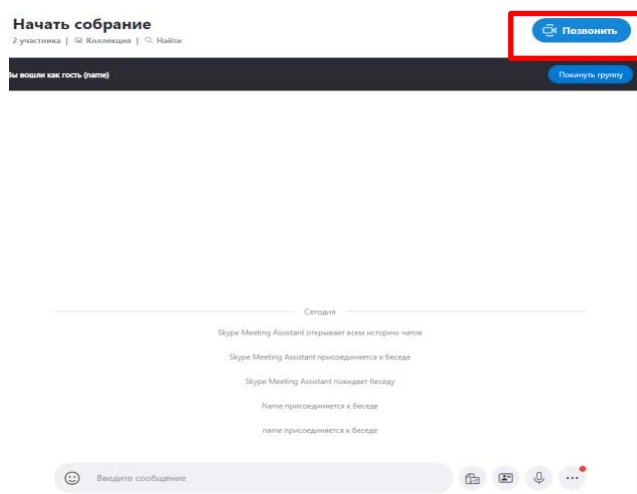 Начать собрание
2 участника | Коллекция | Найти
Позвонить
Вы вошли как гость (name)
Покинуть группу
Сегодня
Skype Meeting Assistant открывает всем историю чатов
Skype Meeting Assistant присоединяется к беседе
Skype Meeting Assistant покидает беседу
Name присоединяется к беседе
name присоединяется к беседе
Введите сообщение